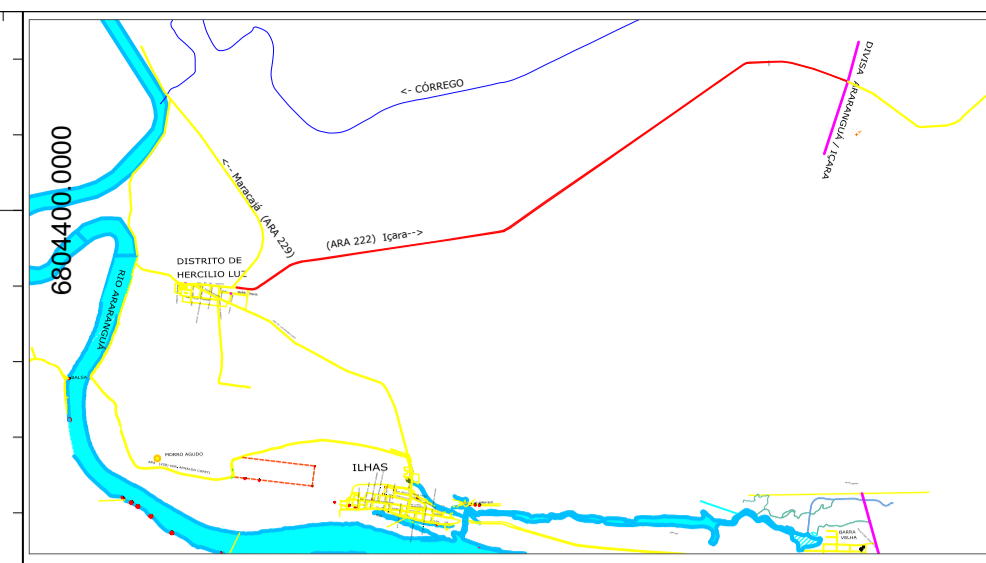 <- CÓRREGO
DIVISA ARARANGUÁ / IÇARA
6804400.0000
<--- Maracajá (ARA 229)
(ARA 222) Içara-->
DISTRITO DE
HERCILIO LUZ
RIO ARARANGUÁ
BALSA
MORRO AGUDO
ILHAS
BARRA
VELHA